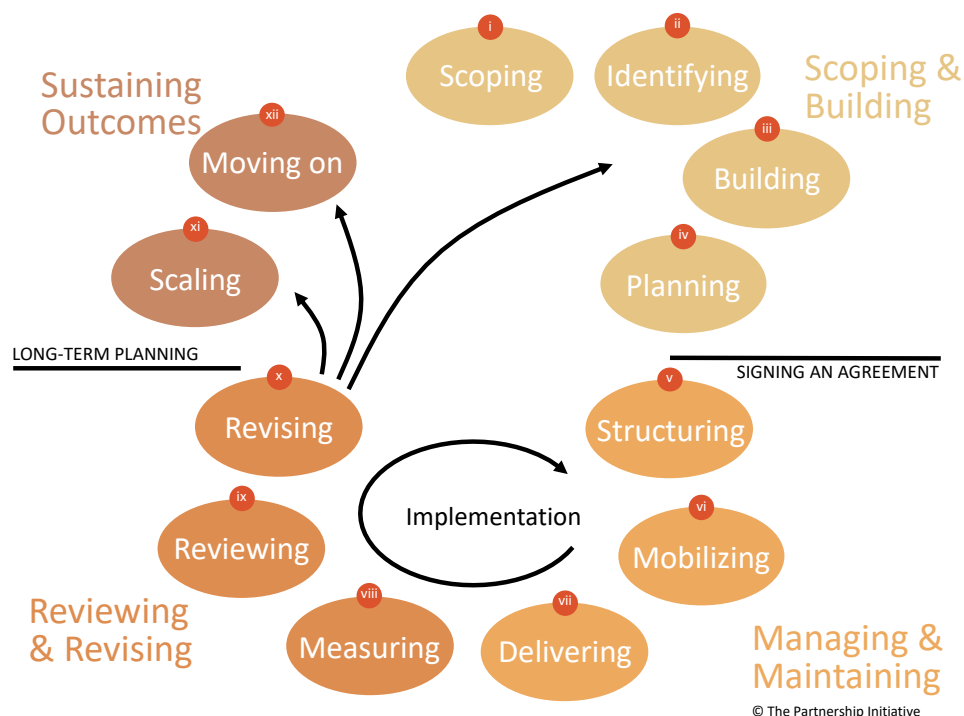 Scoping &
Building
i
Scoping
ii
Identifying
iii
Building
iv
Planning
SIGNING AN AGREEMENT
v
Structuring
vi
Mobilizing
vii
Delivering
Managing &
Maintaining
Implementation
viii
Measuring
ix
Reviewing
x
Revising
Reviewing
& Revising
LONG-TERM PLANNING
xi
Scaling
xii
Moving on
Sustaining
Outcomes
© The Partnership Initiative